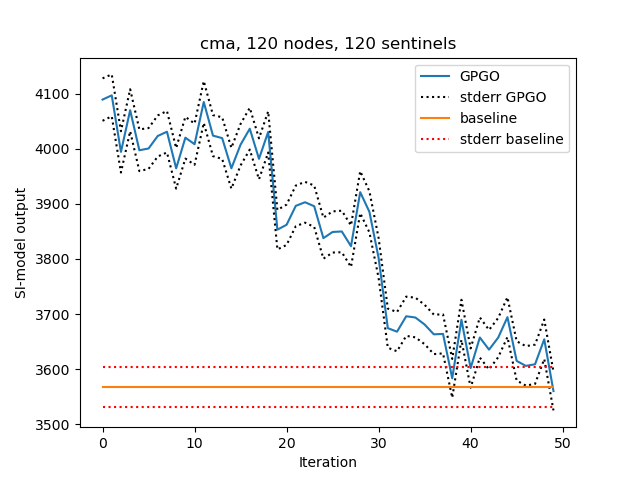 cma, 120 nodes, 120 sentinels
GPGO
stderr GPGO
baseline
stderr baseline
SI-model output
4100
4000
3900
3800
3700
3600
3500
0 10 20 30 40 50
Iteration